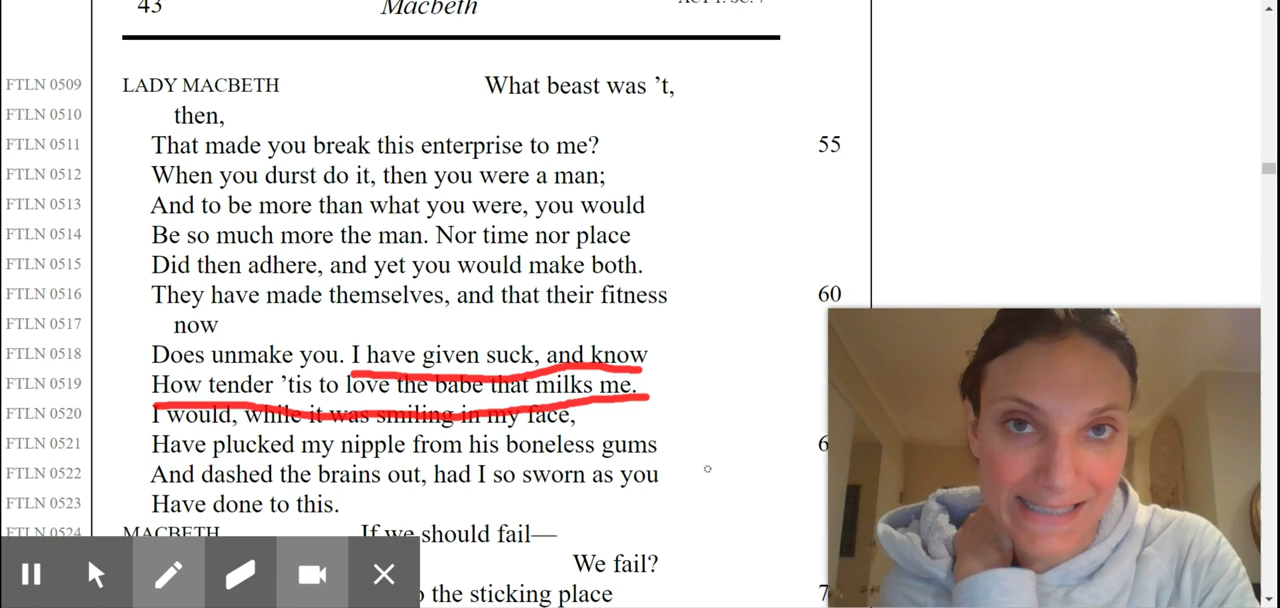 43 Macbeth ACT 1. SC. 7
FTLN 0509 LADY MACBETH What beast was ’t,
FTLN 0510 then,
FTLN 0511 That made you break this enterprise to me? 55
FTLN 0512 When you durst do it, then you were a man;
FTLN 0513 And to be more than what you were, you would
FTLN 0514 Be so much more the man. Nor time nor place
FTLN 0515 Did then adhere, and yet you would make both.
FTLN 0516 They have made themselves, and that their fitness 60
FTLN 0517 now
FTLN 0518 Does unmake you. I have given suck, and know
FTLN 0519 How tender ’tis to love the babe that milks me.
FTLN 0520 I would, while it was smiling in my face,
FTLN 0521 Have plucked my nipple from his boneless gums 6
FTLN 0522 And dashed the brains out, had I so sworn as you
FTLN 0523 Have done to this.
FTLN 0524 MACBETH If we should fail—
We fail?
the sticking place 7